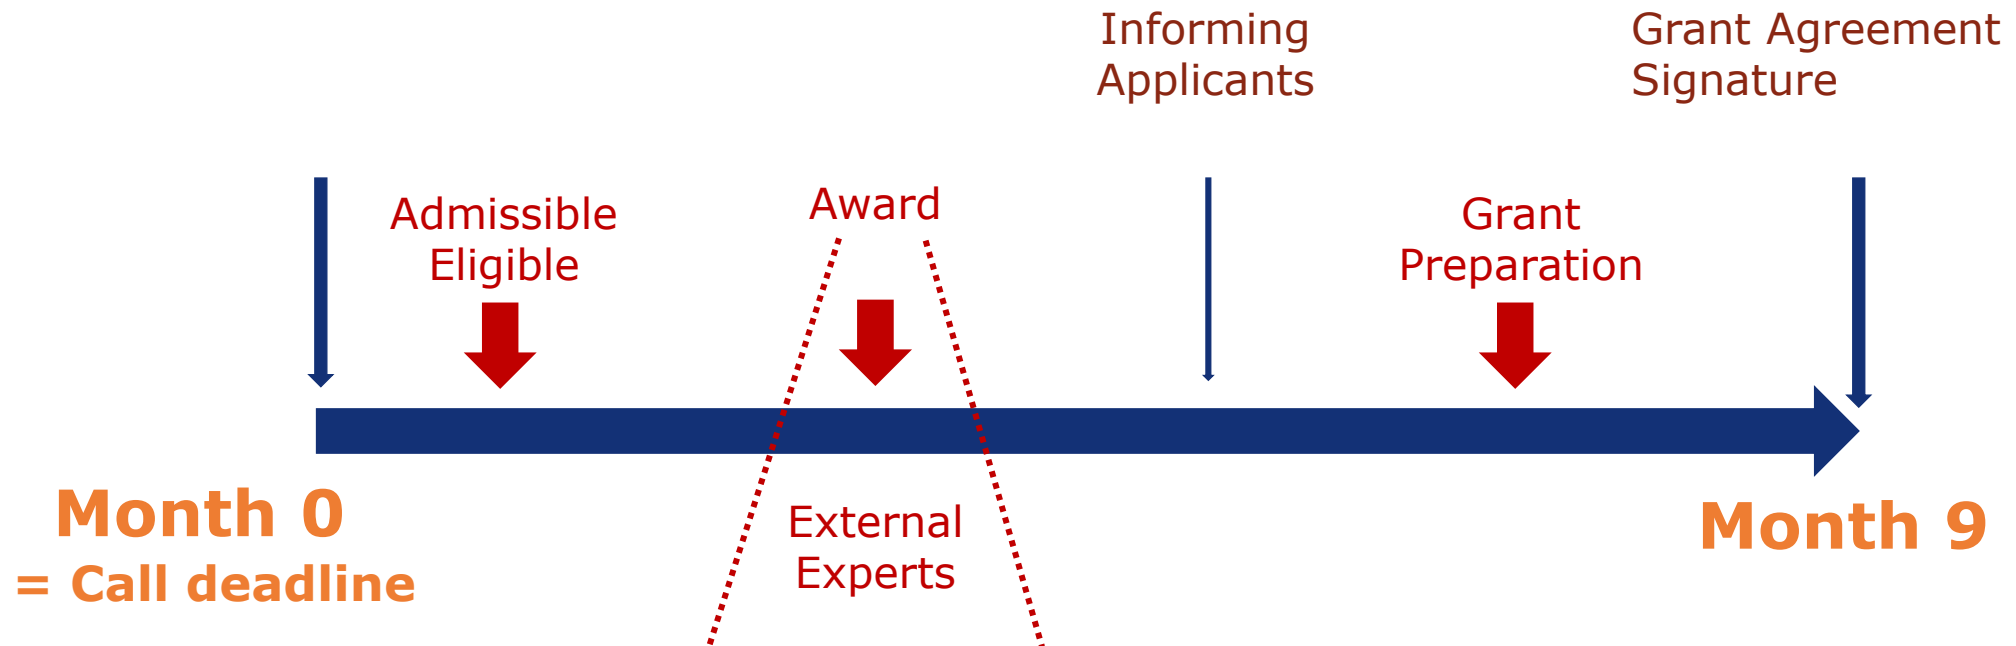 Informing
Applicants
Grant Agreement
Signature
Admissible
Eligible
Award
Grant
Preparation
Month 0
= Call deadline
External
Experts
Month 9